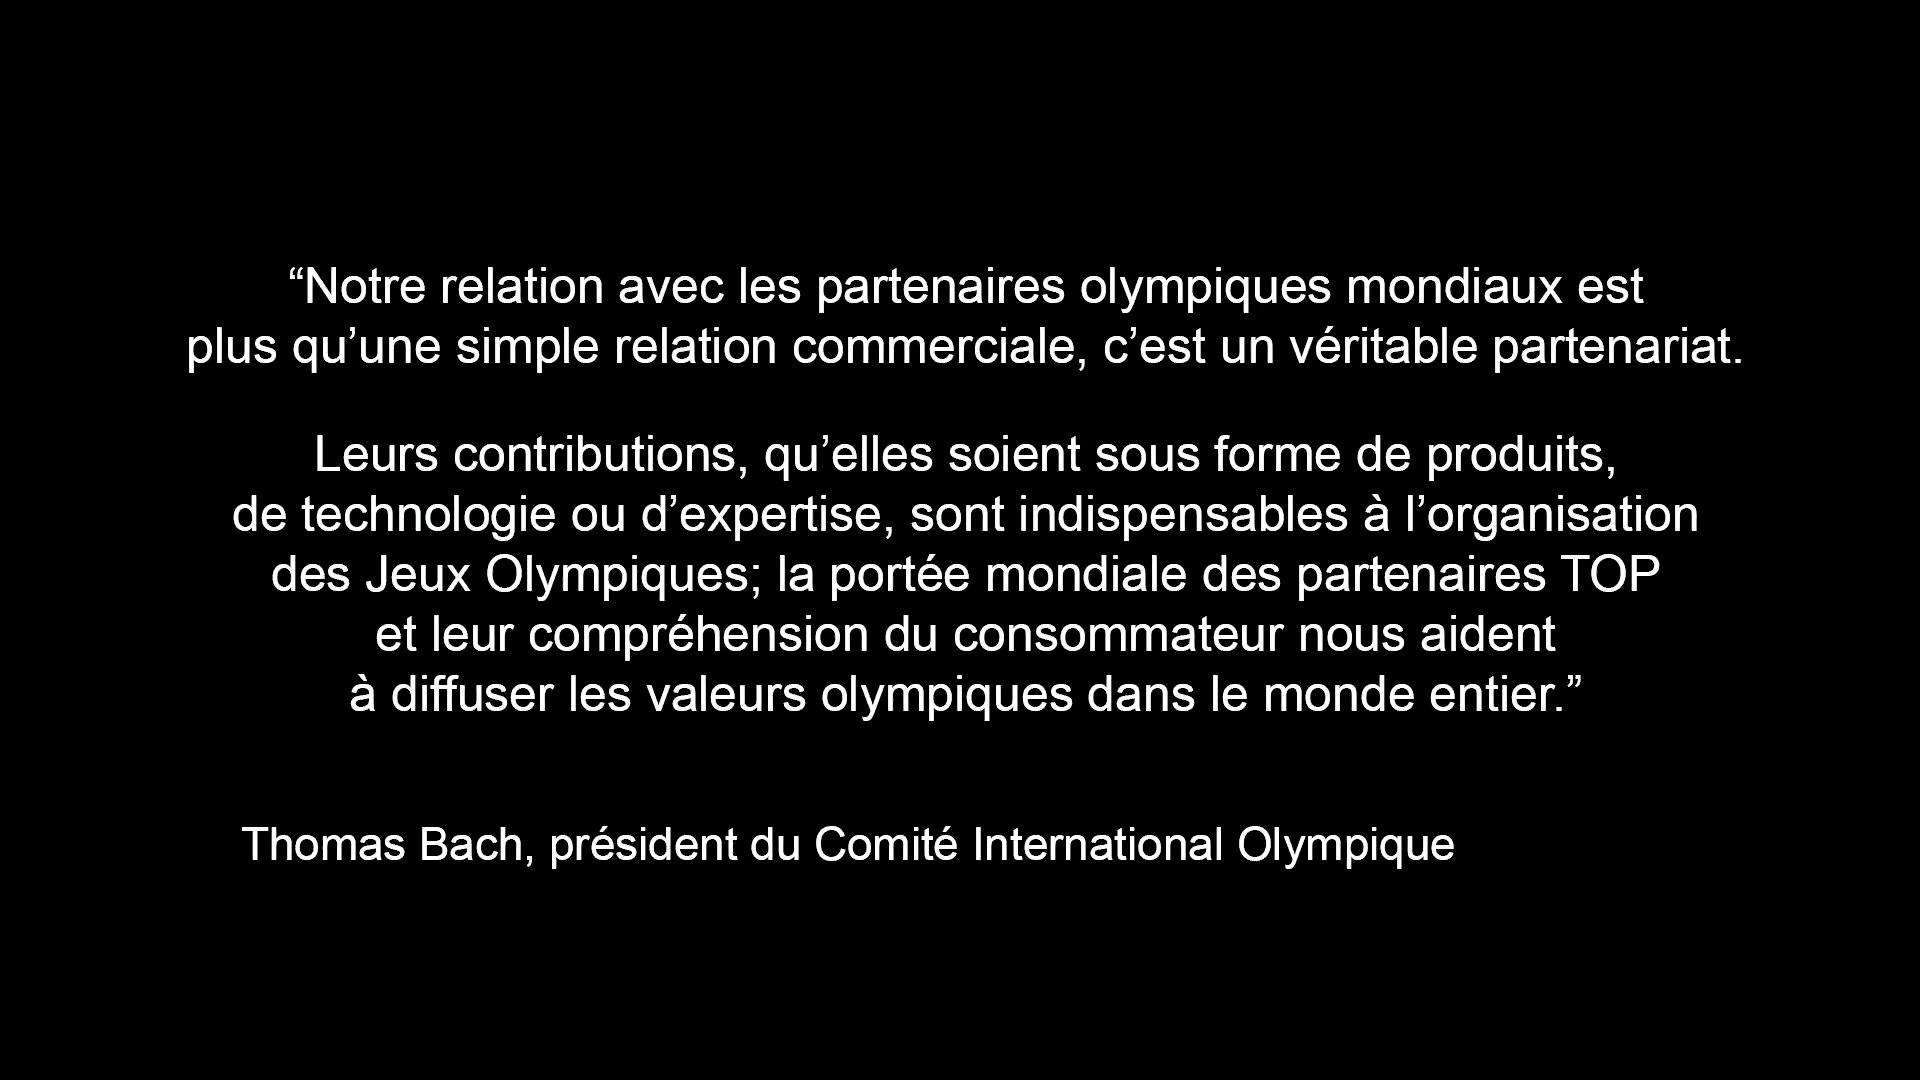 “Notre relation avec les partenaires olympiques mondiaux est
plus qu’une simple relation commerciale, c’est un véritable partenariat.
Leurs contributions, qu’elles soient sous forme de produits,
de technologie ou d’expertise, sont indispensables à l’organisation
des Jeux Olympiques; la portée mondiale des partenaires TOP
et leur compréhension du consommateur nous aident
à diffuser les valeurs olympiques dans le monde entier.”
Thomas Bach, président du Comité International Olympique